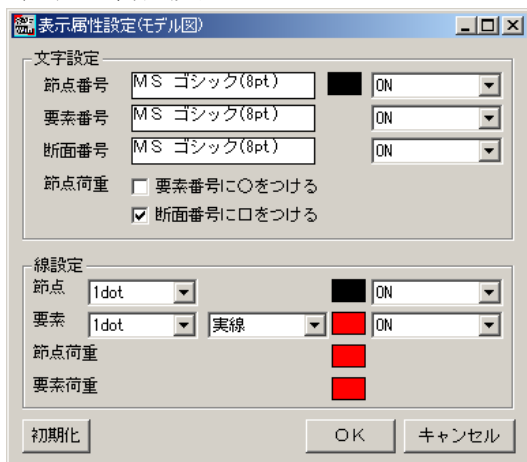 表示属性設定(モデル図)
文字設定
節点番号 MS ゴシック(8pt) ON
要素番号 MS ゴシック(8pt) ON
断面番号 MS ゴシック(8pt) ON
節点荷重 要素番号に○をつける
断面番号に口をつける
線設定
節点 1dot ON
要素 1dot 実線 ON
節点荷重
要素荷重
初期化 OK キャンセル